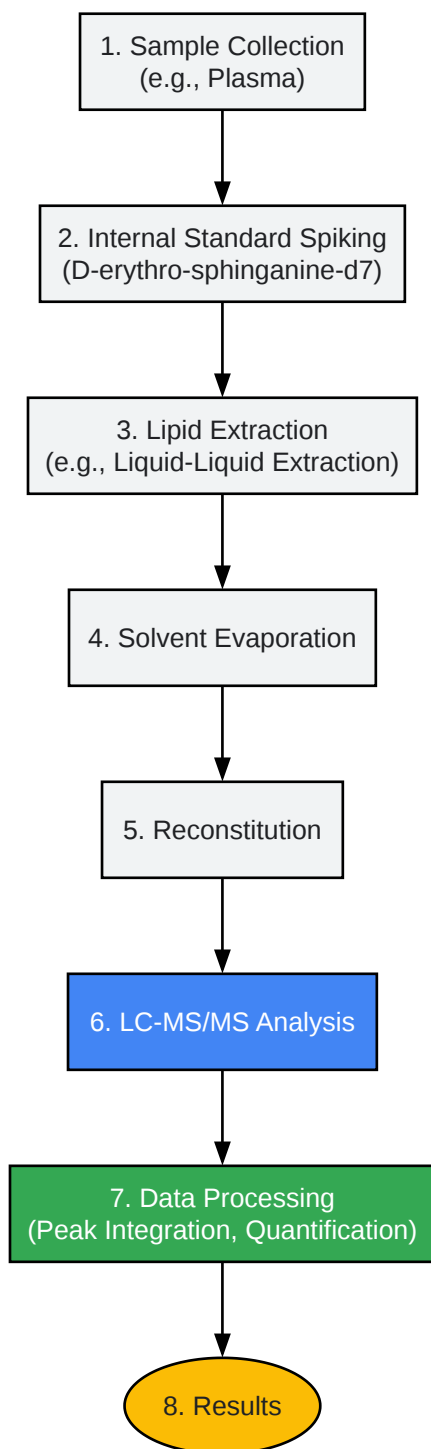 1. Sample Collection
(e.g., Plasma)
2. Internal Standard Spiking
(D-erythro-sphinganine-d7)
3. Lipid Extraction
(e.g., Liquid-Liquid Extraction)
4. Solvent Evaporation
5. Reconstitution
6. LC-MS/MS Analysis
7. Data Processing
(Peak Integration, Quantification)
8. Results